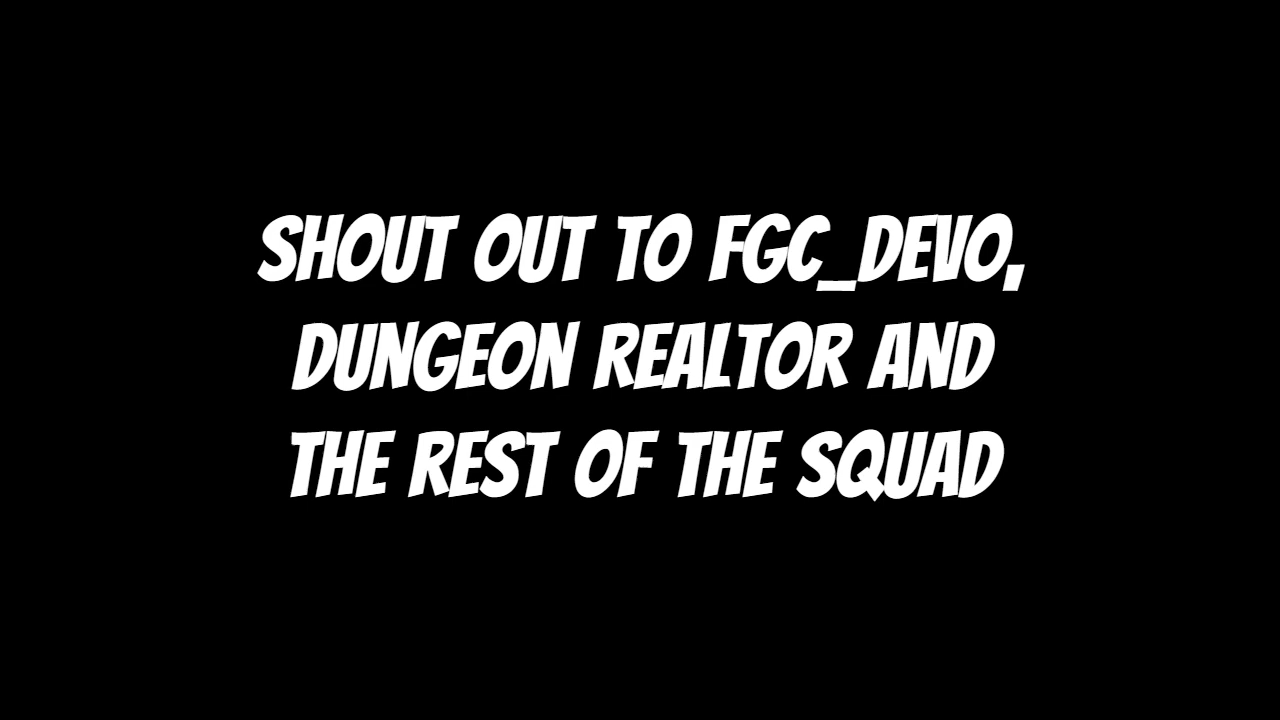 SHOUT OUT TO FGC_DEVO,
DUNGEON REALTOR AND
THE REST OF THE SQUAD